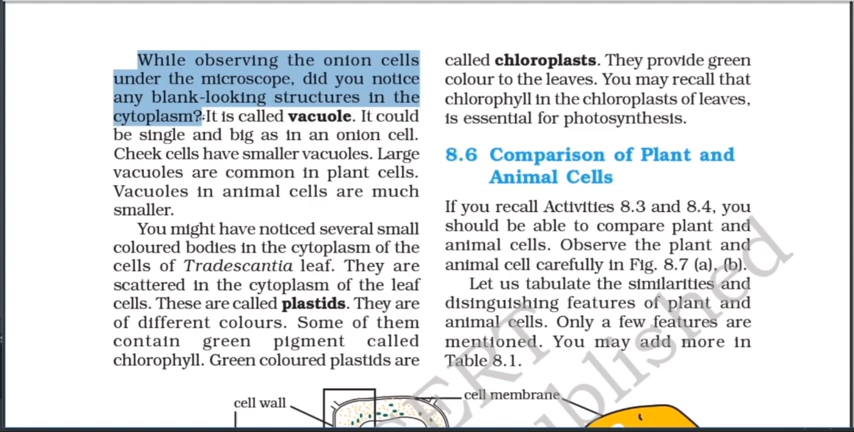 While observing the onion cells
under the microscope, did you notice
any blank-looking structures in the
cytoplasm? It is called vacuole. It could
be single and big as in an onion cell.
Cheek cells have smaller vacuoles. Large
vacuoles are common in plant cells.
Vacuoles in animal cells are much
smaller.
You might have noticed several small
coloured bodies in the cytoplasm of the
cells of Tradescantia leaf. They are
scattered in the cytoplasm of the leaf
cells. These are called plastids. They are
of different colours. Some of them
contain green pigment called
chlorophyll. Green coloured plastids are
called chloroplasts. They provide green
colour to the leaves. You may recall that
chlorophyll in the chloroplasts of leaves,
is essential for photosynthesis.
8.6 Comparison of Plant and
Animal Cells
If you recall Activities 8.3 and 8.4, you
should be able to compare plant and
animal cells. Observe the plant and
animal cell carefully in Fig. 8.7 (a), (b).
Let us tabulate the similarities and
disinguishing features of plant and
animal cells. Only a few features are
mentioned. You may add more in
Table 8.1.
cell wall
cell membrane